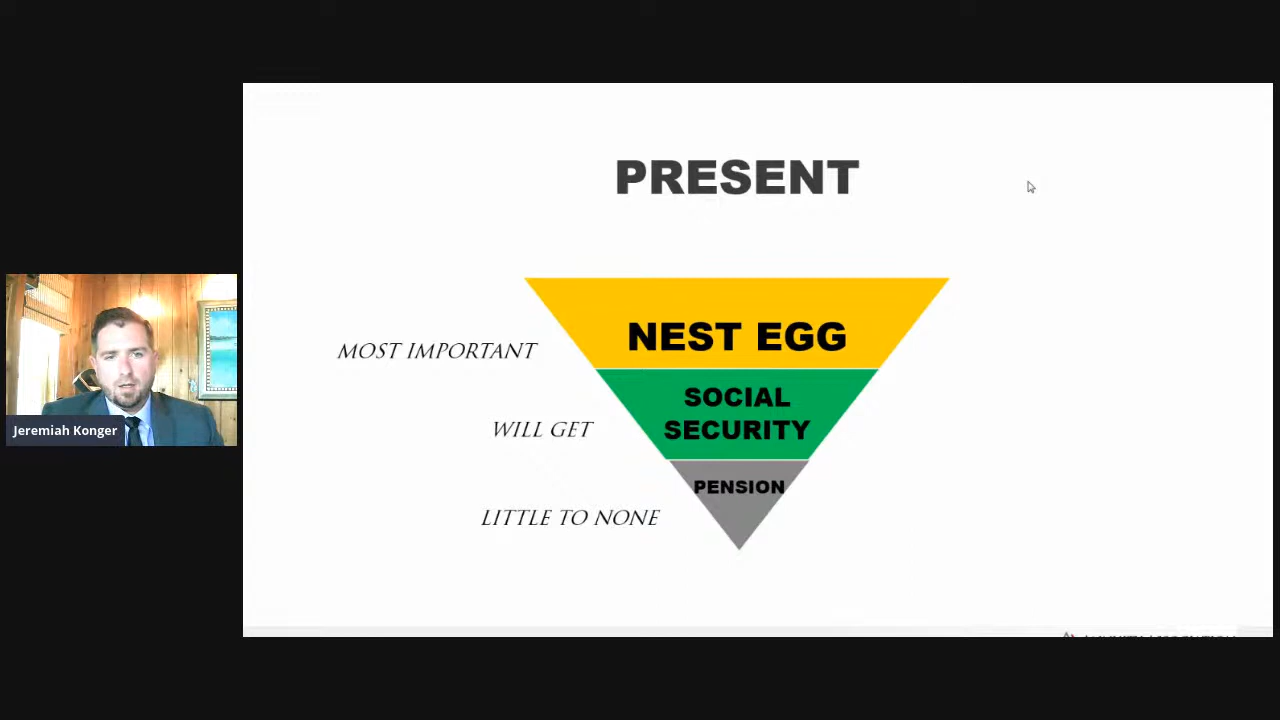 PRESENT
NEST EGG
MOST IMPORTANT
SOCIAL
SECURITY
WILL GET
PENSION
LITTLE TO NONE
Jeremiah Konger